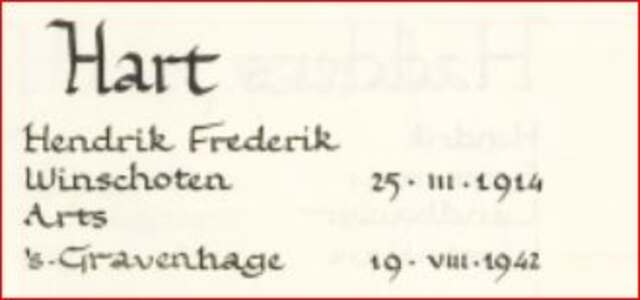 Hart
Hendrik Frederik
Winschoten 25· III ·1914
Arts
's-Gravenhage 19· VIII ·1942